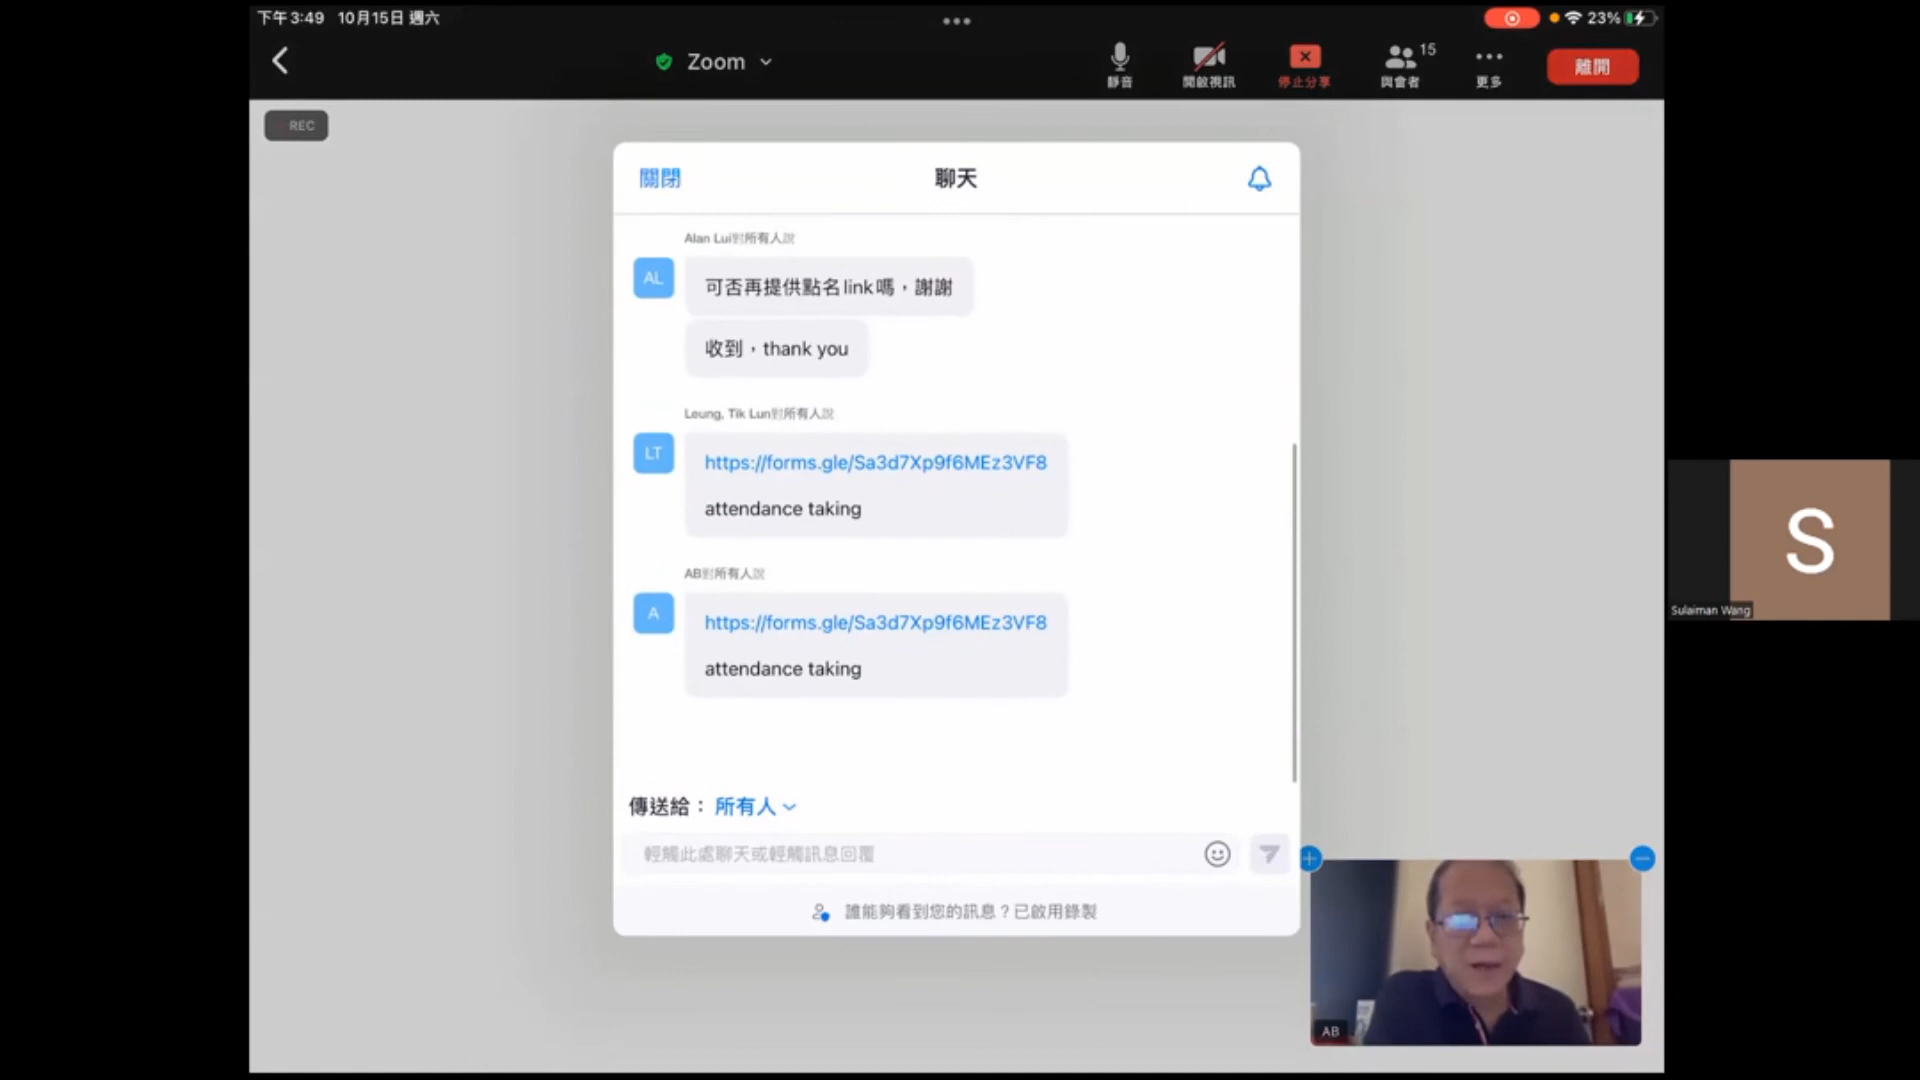 下午3:49 10月15日 週六
23%
Zoom
靜音
開啟視訊
停止分享
15
與會者
更多
離開
REC
關閉
聊天
Alan Lui對所有人說
AL
可否再提供點名link嗎，謝謝
收到，thank you
Leung, Tik Lun對所有人說
LT
https://forms.gle/Sa3d7Xp9f6MEz3VF8
attendance taking
AB對所有人說
A
https://forms.gle/Sa3d7Xp9f6MEz3VF8
attendance taking
傳送給：所有人
輕觸此處聊天或輕觸訊息回覆
誰能夠看到您的訊息？已啟用錄製
AB
S
Sulaiman Wang